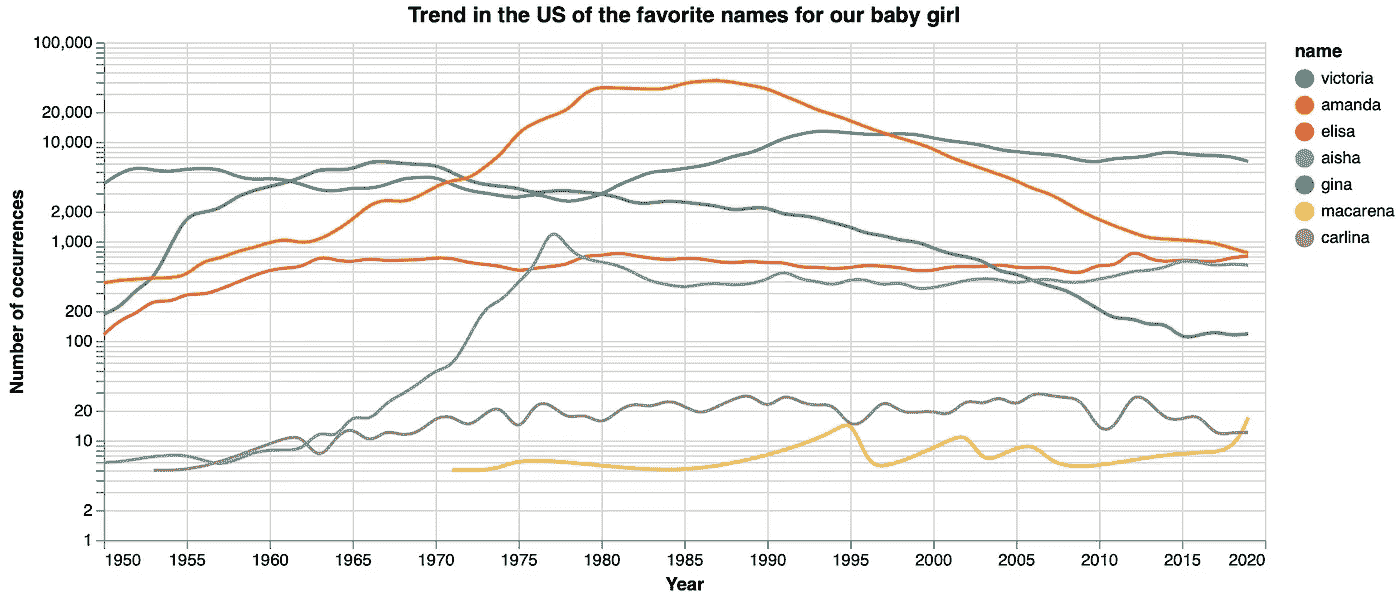 Trend in the US of the favorite names for our baby girl
Number of occurrences
100,000
20,000
10,000
2,000
1,000
200
100
20
10
2
1
1950 1955 1960 1965 1970 1975 1980 1985 1990 1995 2000 2005 2010 2015 2020
Year
name
victoria
amanda
elisa
aisha
gina
macarena
carlina